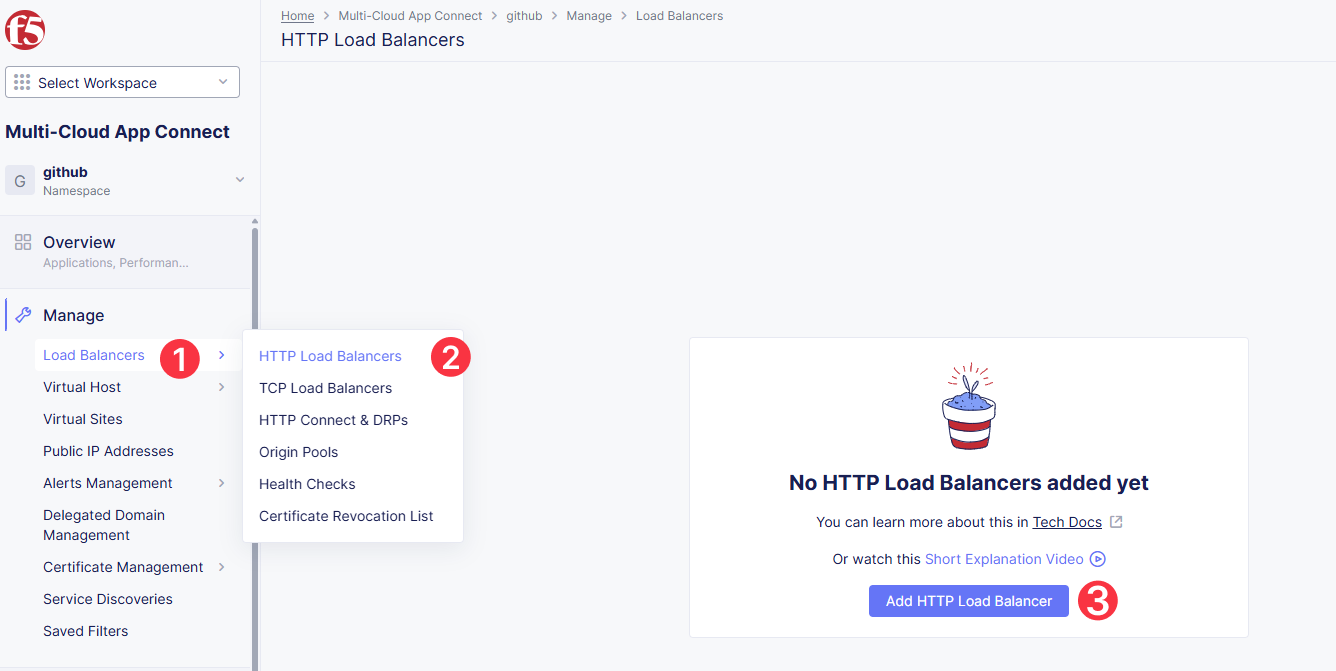 f5
Home > Multi-Cloud App Connect > github > Manage > Load Balancers
HTTP Load Balancers
Select Workspace
Multi-Cloud App Connect
G
github
Namespace
Overview
Applications, Performan...
Manage
Load Balancers
1
Virtual Host
Virtual Sites
Public IP Addresses
Alerts Management
Delegated Domain
Management
Certificate Management
Service Discoveries
Saved Filters
HTTP Load Balancers
2
TCP Load Balancers
HTTP Connect & DRPs
Origin Pools
Health Checks
Certificate Revocation List
No HTTP Load Balancers added yet
You can learn more about this in Tech Docs
Or watch this Short Explanation Video
Add HTTP Load Balancer
3